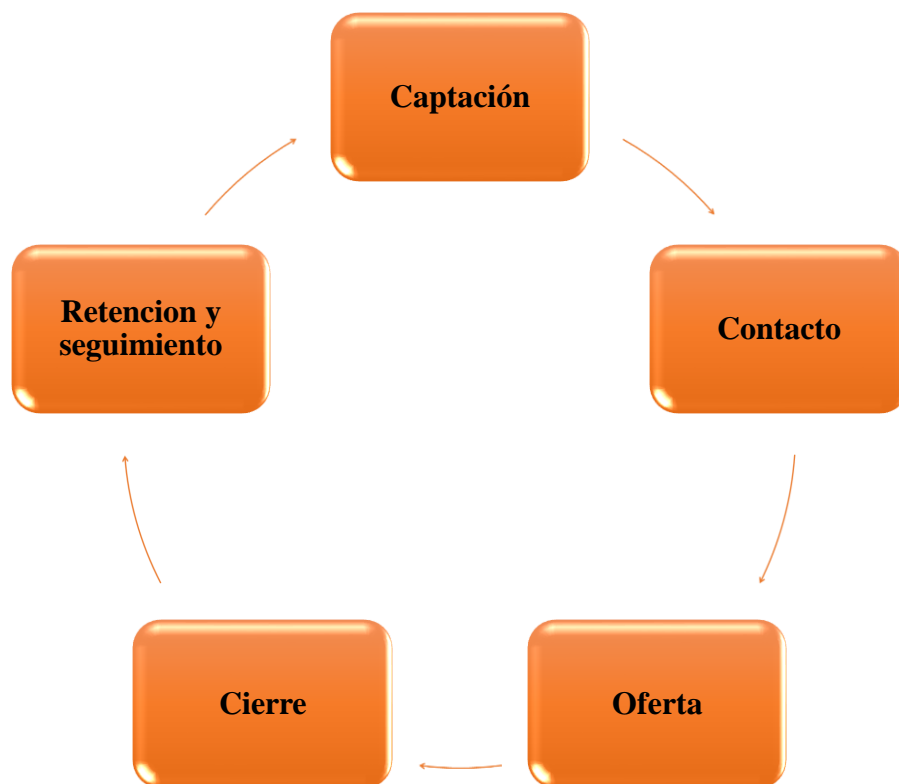 Captación
Contacto
Oferta
Cierre
Retencion y
seguimiento